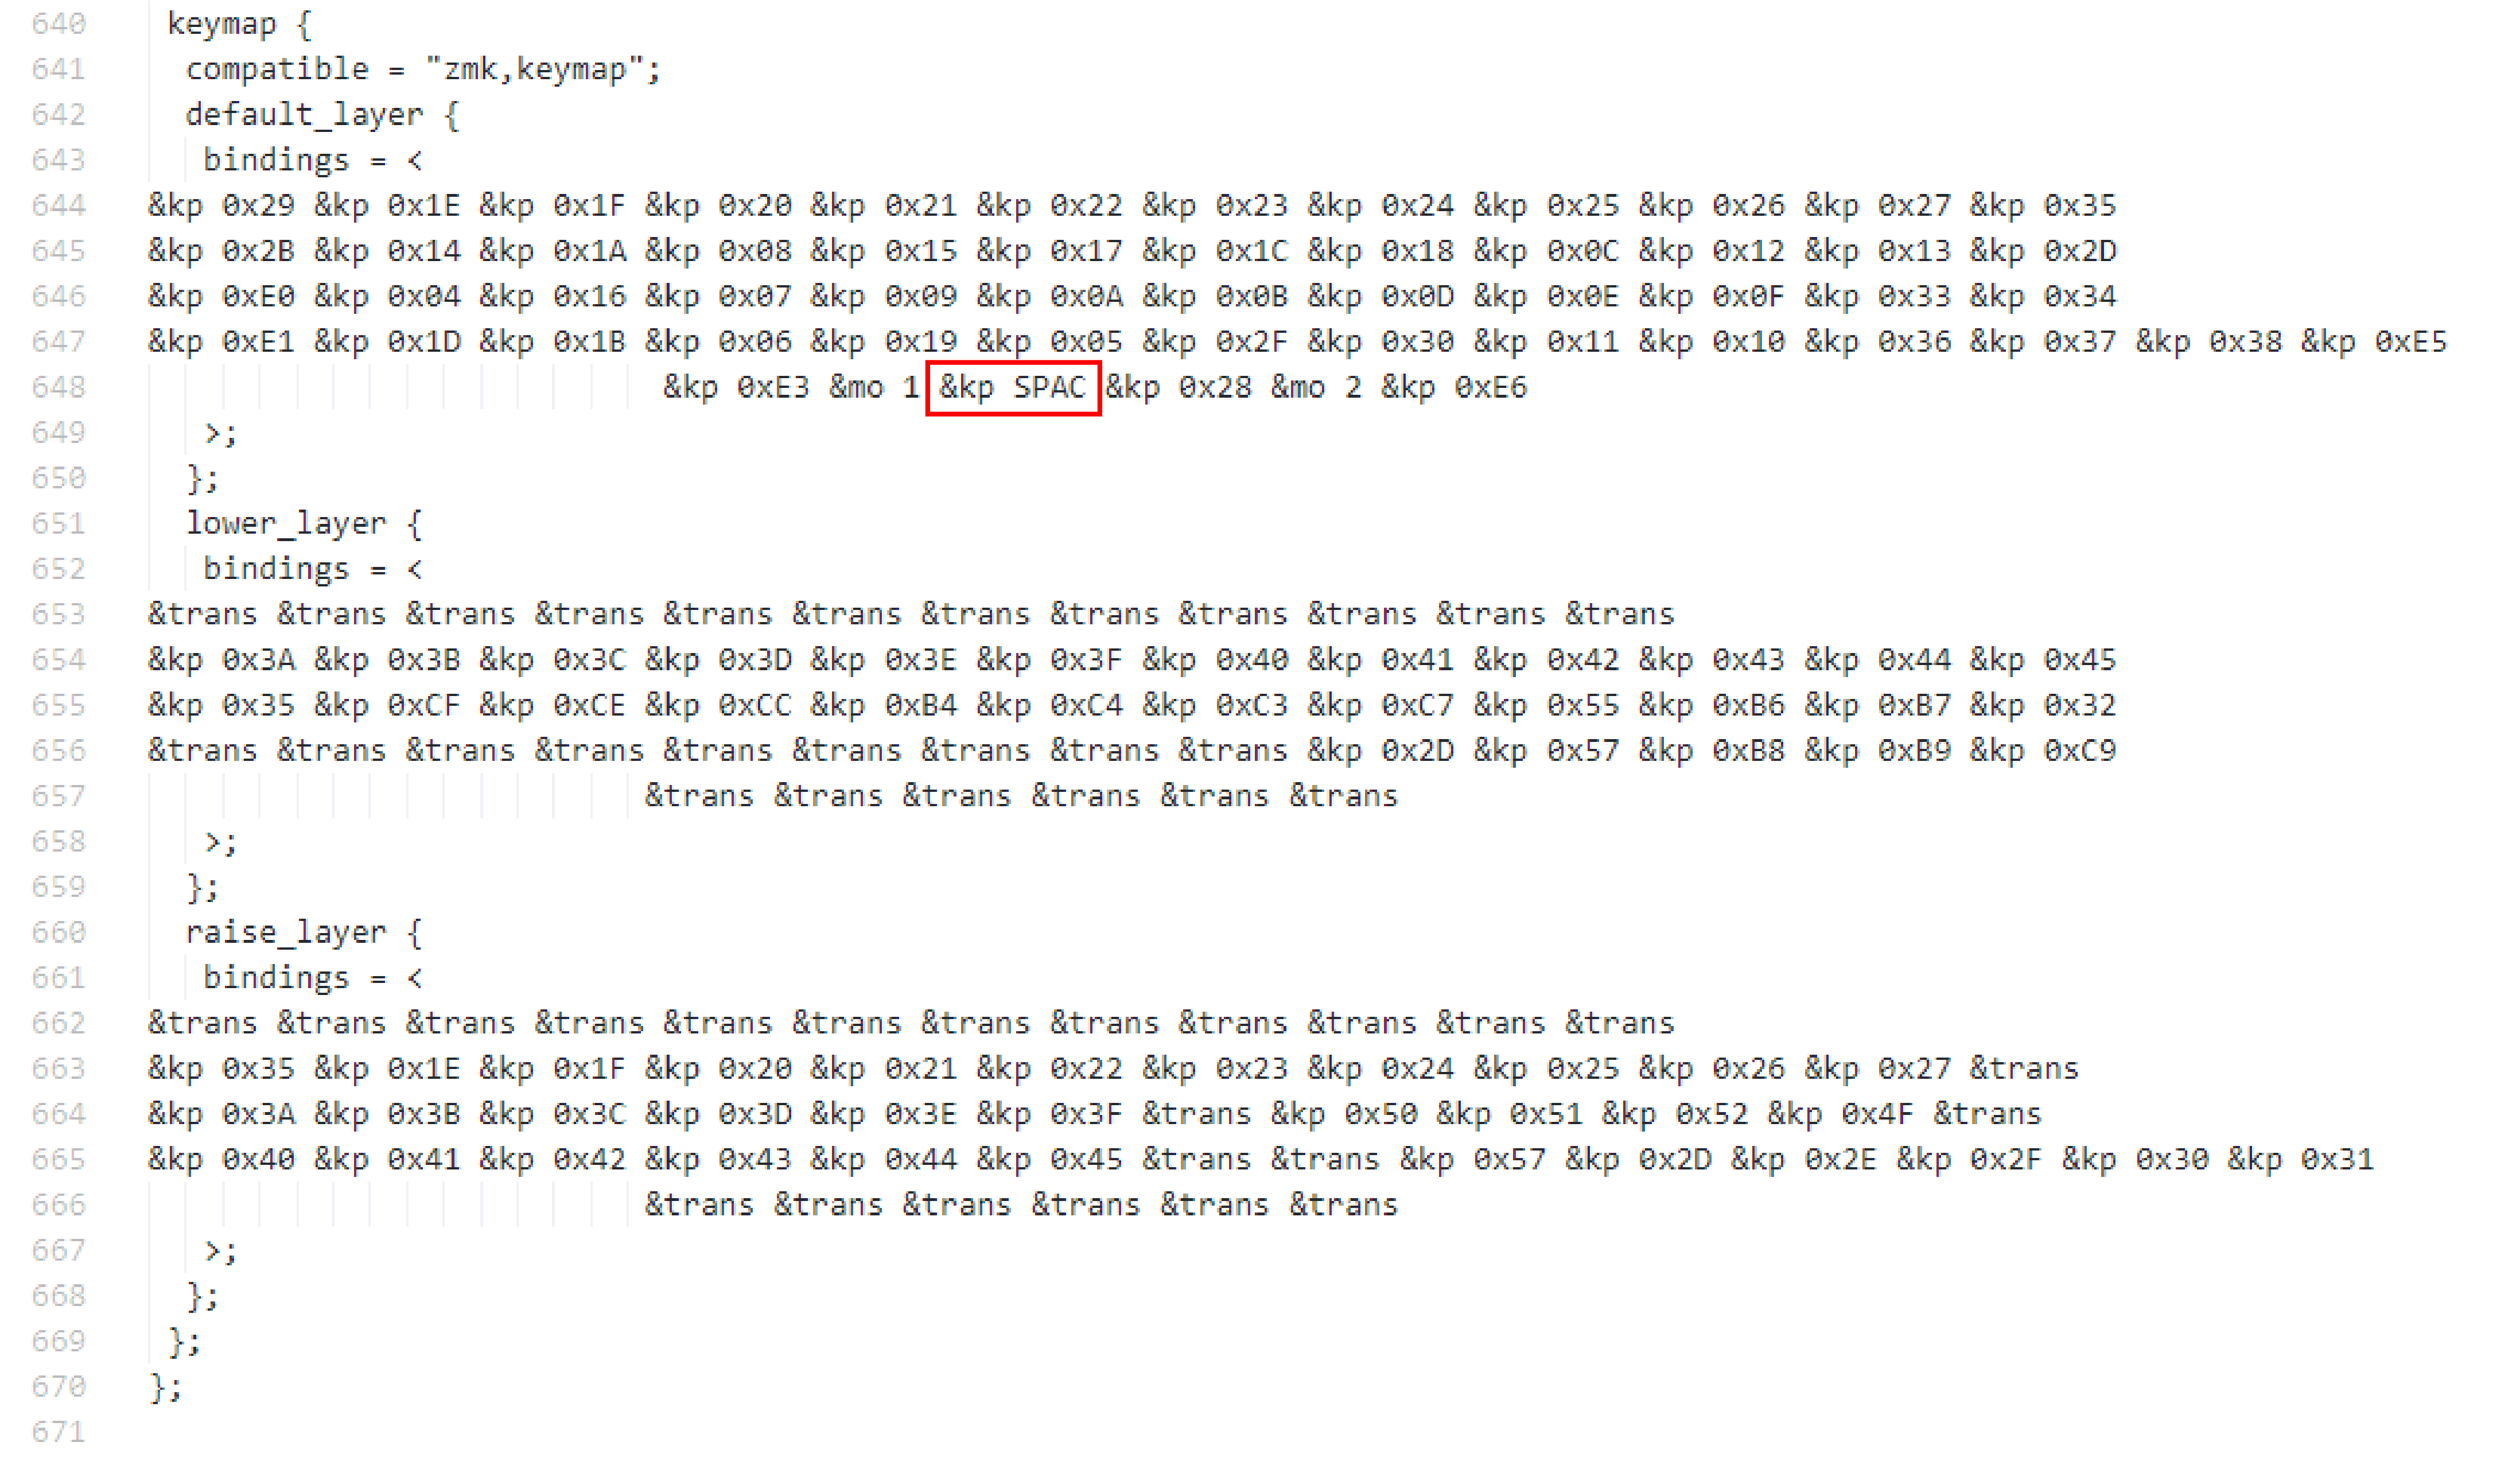 640 keymap {
641 compatible = "zmk,keymap";
642 default_layer {
643 bindings = <
644 &kp 0x29 &kp 0x1E &kp 0x1F &kp 0x20 &kp 0x21 &kp 0x22 &kp 0x23 &kp 0x24 &kp 0x25 &kp 0x26 &kp 0x27 &kp 0x35
645 &kp 0x2B &kp 0x14 &kp 0x1A &kp 0x08 &kp 0x15 &kp 0x17 &kp 0x1C &kp 0x18 &kp 0x0C &kp 0x12 &kp 0x13 &kp 0x2D
646 &kp 0xE0 &kp 0x04 &kp 0x16 &kp 0x07 &kp 0x09 &kp 0x0A &kp 0x0B &kp 0x0D &kp 0x0E &kp 0x0F &kp 0x33 &kp 0x34
647 &kp 0xE1 &kp 0x1D &kp 0x1B &kp 0x06 &kp 0x19 &kp 0x05 &kp 0x2F &kp 0x30 &kp 0x11 &kp 0x10 &kp 0x36 &kp 0x37 &kp 0x38 &kp 0xE5
648 &kp 0xE3 &mo 1 &kp SPAC &kp 0x28 &mo 2 &kp 0xE6
649 >;
650 };
651 lower_layer {
652 bindings = <
653 &trans &trans &trans &trans &trans &trans &trans &trans &trans &trans &trans &trans
654 &kp 0x3A &kp 0x3B &kp 0x3C &kp 0x3D &kp 0x3E &kp 0x3F &kp 0x40 &kp 0x41 &kp 0x42 &kp 0x43 &kp 0x44 &kp 0x45
655 &kp 0x35 &kp 0xCF &kp 0xCE &kp 0xCC &kp 0xB4 &kp 0xC4 &kp 0xC3 &kp 0xC7 &kp 0x55 &kp 0xB6 &kp 0xB7 &kp 0x32
656 &trans &trans &trans &trans &trans &trans &trans &trans &trans &kp 0x2D &kp 0x57 &kp 0xB8 &kp 0xB9 &kp 0xC9
657 &trans &trans &trans &trans &trans &trans
658 >;
659 };
660 raise_layer {
661 bindings = <
662 &trans &trans &trans &trans &trans &trans &trans &trans &trans &trans &trans &trans
663 &kp 0x35 &kp 0x1E &kp 0x1F &kp 0x20 &kp 0x21 &kp 0x22 &kp 0x23 &kp 0x24 &kp 0x25 &kp 0x26 &kp 0x27 &trans
664 &kp 0x3A &kp 0x3B &kp 0x3C &kp 0x3D &kp 0x3E &kp 0x3F &trans &kp 0x50 &kp 0x51 &kp 0x52 &kp 0x4F &trans
665 &kp 0x40 &kp 0x41 &kp 0x42 &kp 0x43 &kp 0x44 &kp 0x45 &trans &trans &kp 0x57 &kp 0x2D &kp 0x2E &kp 0x2F &kp 0x30 &kp 0x31
666 &trans &trans &trans &trans &trans &trans
667 >;
668 };
669 };
670 };
671